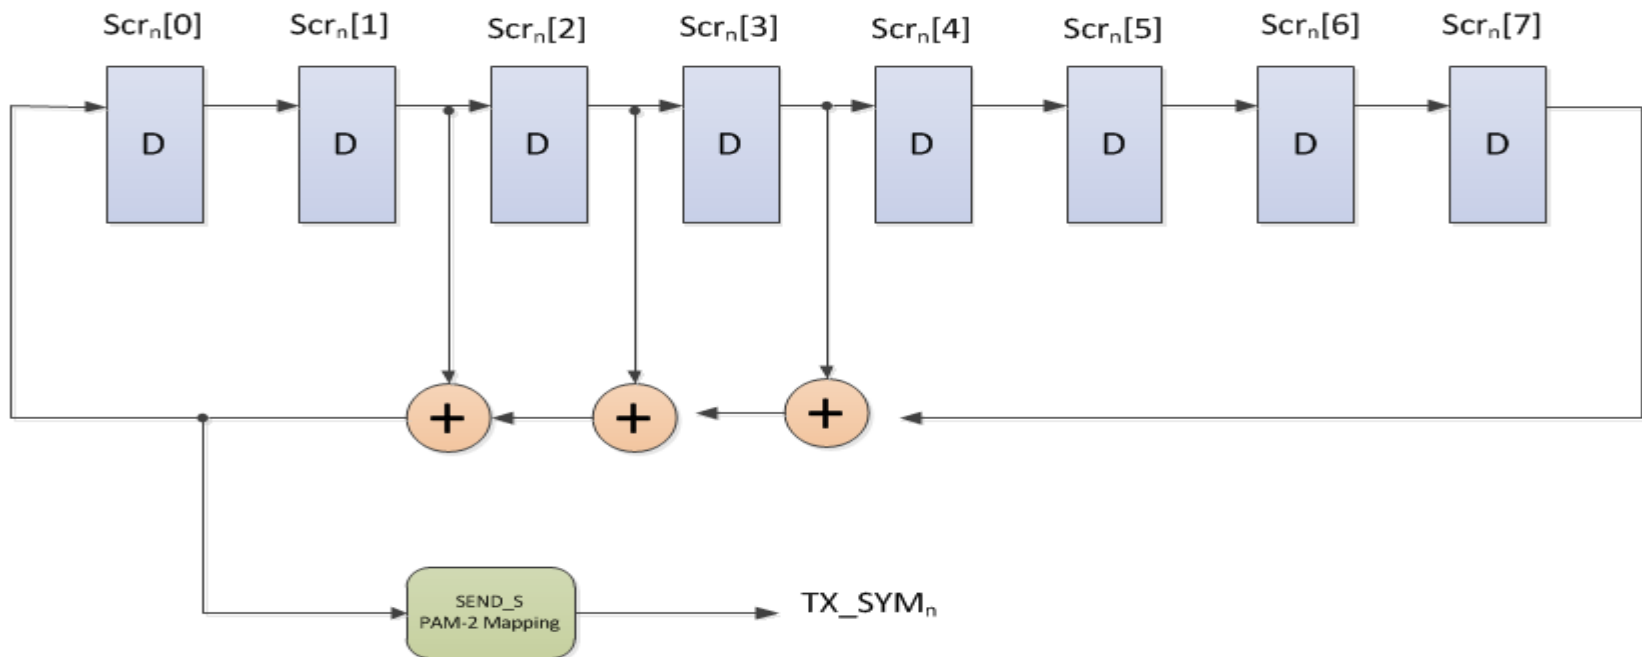 Scrₙ[0] Scrₙ[1] Scrₙ[2] Scrₙ[3] Scrₙ[4] Scrₙ[5] Scrₙ[6] Scrₙ[7]
D D D D D D D D
+ + +
SEND_S
PAM-2 Mapping
TX_SYMₙ